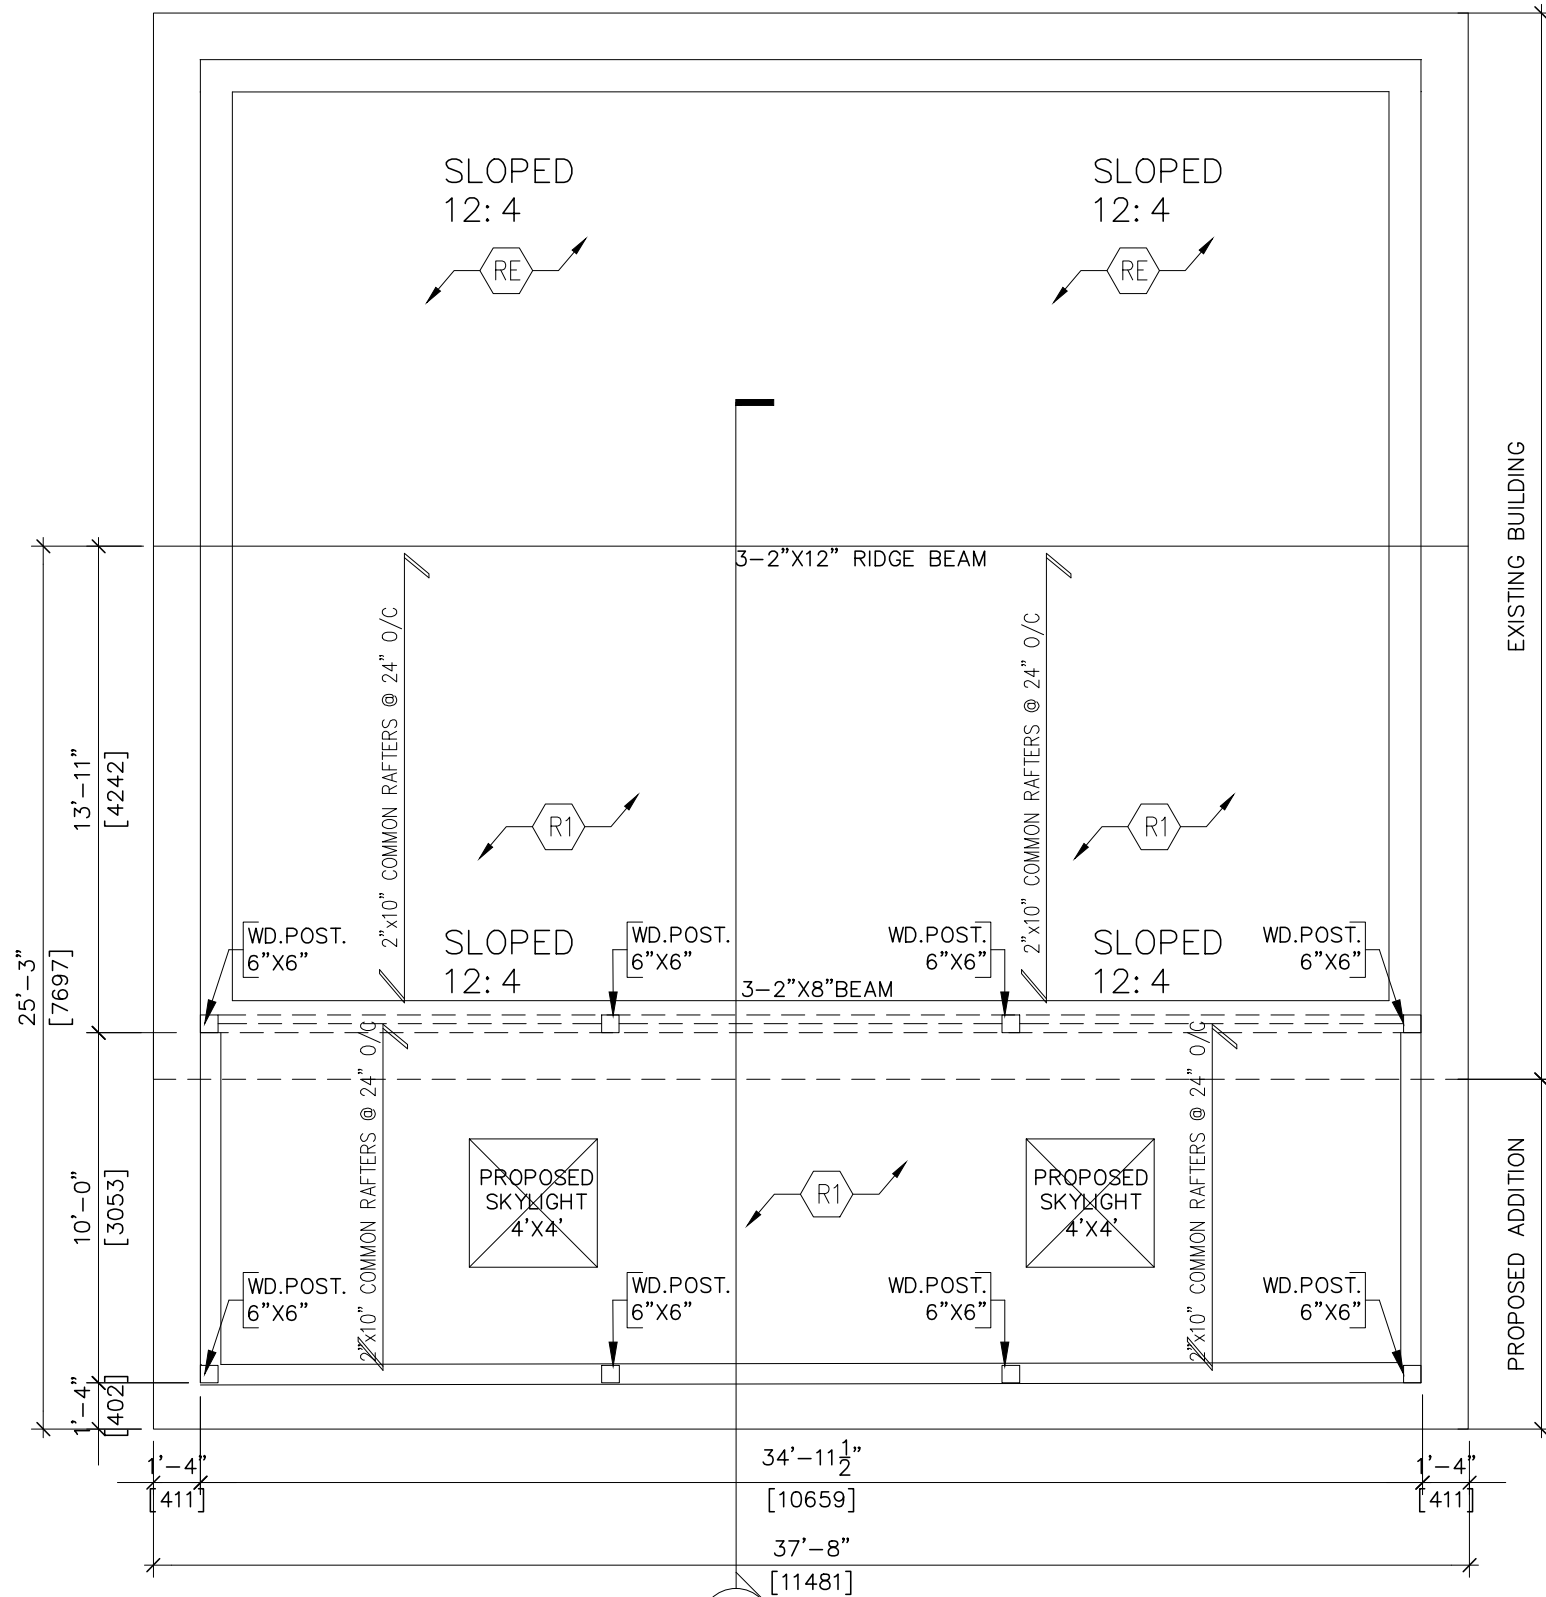 SLOPED
12:4
RE
SLOPED
12:4
RE
EXISTING BUILDING
3-2"X12" RIDGE BEAM
2"x10" COMMON RAFTERS @ 24" O/C
2"x10" COMMON RAFTERS @ 24" O/C
25'-3"
[7697]
13'-11"
[4242]
R1
R1
WD.POST.
6"X6"
SLOPED
12:4
WD.POST.
6"X6"
WD.POST.
6"X6"
SLOPED
12:4
WD.POST.
6"X6"
3-2"X8"BEAM
2"x10" COMMON RAFTERS @ 24" O/C
2"x10" COMMON RAFTERS @ 24" O/C
10'-0"
[3053]
PROPOSED
SKYLIGHT
4'X4'
R1
PROPOSED
SKYLIGHT
4'X4'
PROPOSED ADDITION
WD.POST.
6"X6"
WD.POST.
6"X6"
WD.POST.
6"X6"
WD.POST.
6"X6"
1'-4"
[402]
1'-4"
[411]
34'-11 1/2"
[10659]
1'-4"
[411]
37'-8"
[11481]